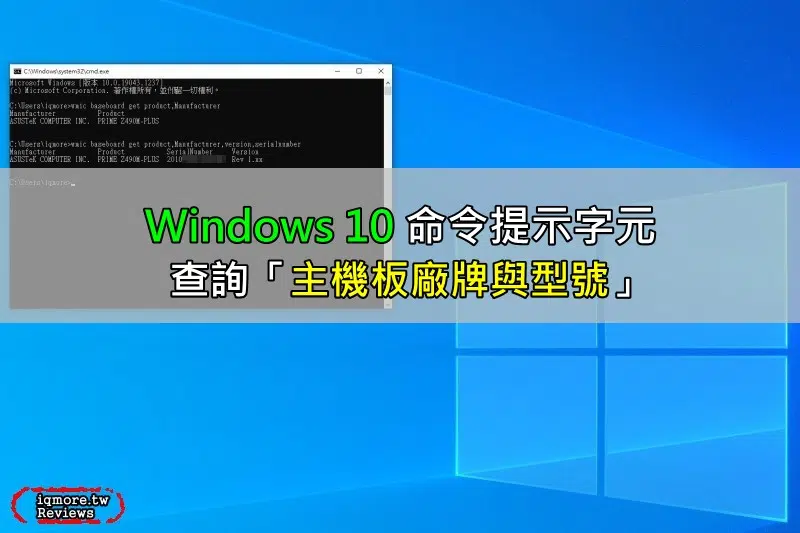 C:\Windows\system32\cmd.exe
Microsoft Windows [版本 10.0.19043.1237]
(c) Microsoft Corporation. 著作權所有，並保留一切權利。
C:\Users\iqmore>wmic baseboard get product,Manufacturer
Manufacturer Product
ASUSTeK COMPUTER INC. PRIME Z490M-PLUS
C:\Users\iqmore>wmic baseboard get product,Manufacturer,version,serialnumber
Manufacturer Product SerialNumber Version
ASUSTeK COMPUTER INC. PRIME Z490M-PLUS 2010 Rev 1.xx
C:\Users\iqmore>
Windows 10 命令提示字元
查詢「主機板廠牌與型號」
iqmore.tw
Reviews